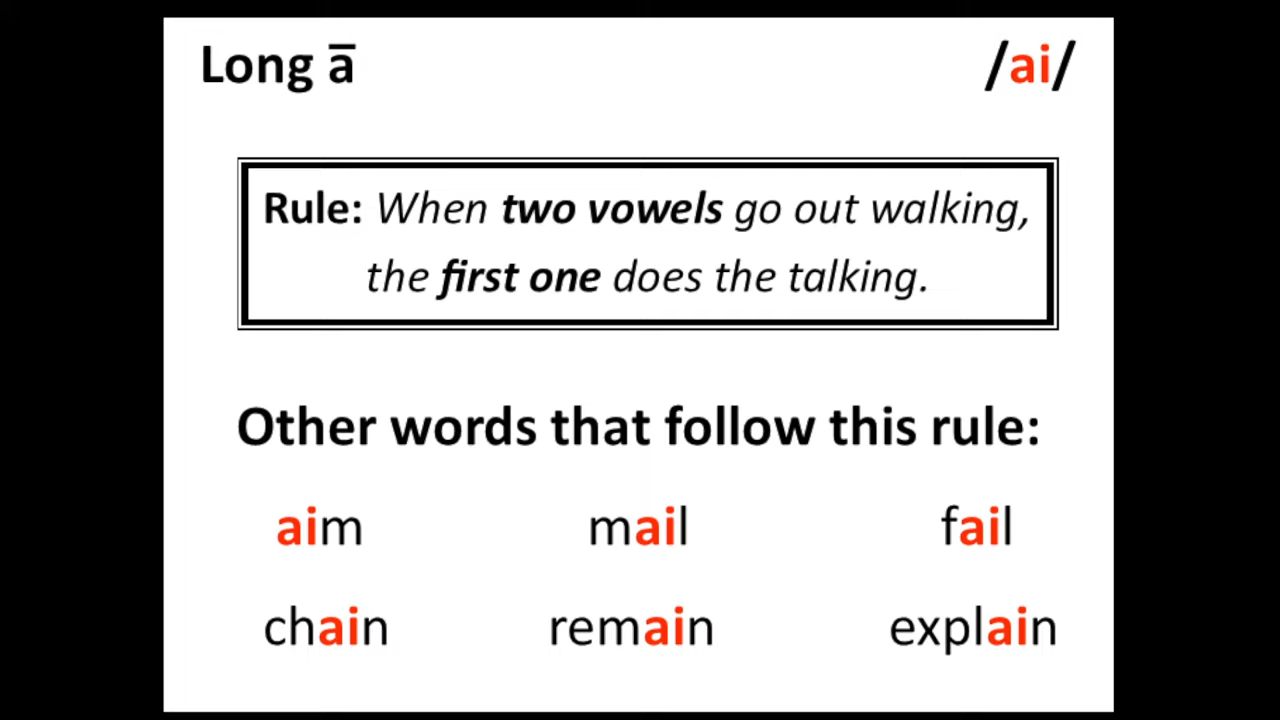 Long ā /ai/
Rule: When two vowels go out walking,
the first one does the talking.
Other words that follow this rule:
aim mail fail
chain remain explain